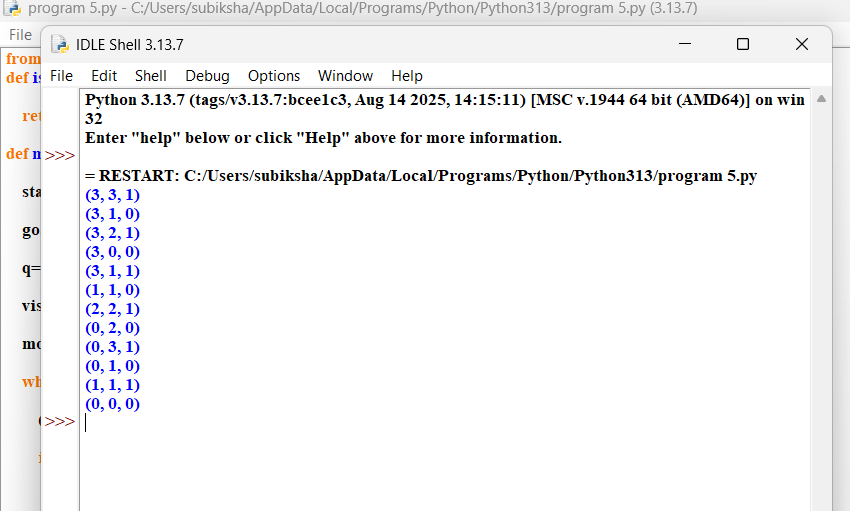 program 5.py - C:/Users/subiksha/AppData/Local/Programs/Python/Python313/program 5.py (3.13.7)
File
from
def is
ret
def m
sta
go
q=
vis
mo
wh
IDLE Shell 3.13.7
File Edit Shell Debug Options Window Help
Python 3.13.7 (tags/v3.13.7:bcee1c3, Aug 14 2025, 14:15:11) [MSC v.1944 64 bit (AMD64)] on win
32
Enter "help" below or click "Help" above for more information.
>>>
= RESTART: C:/Users/subiksha/AppData/Local/Programs/Python/Python313/program 5.py
(3, 3, 1)
(3, 1, 0)
(3, 2, 1)
(3, 0, 0)
(3, 1, 1)
(1, 1, 0)
(2, 2, 1)
(0, 2, 0)
(0, 3, 1)
(0, 1, 0)
(1, 1, 1)
(0, 0, 0)
>>>